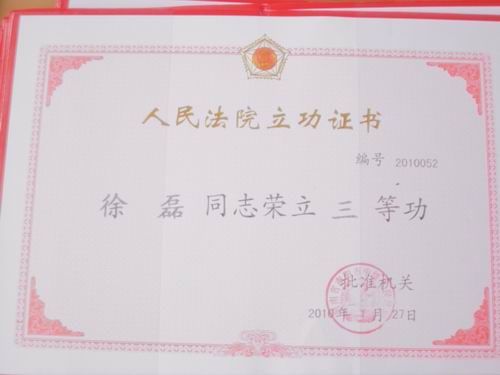 人民法院立功证书
编号 2010052
徐 磊 同志荣立 三 等功
批准机关
2010年 月27日